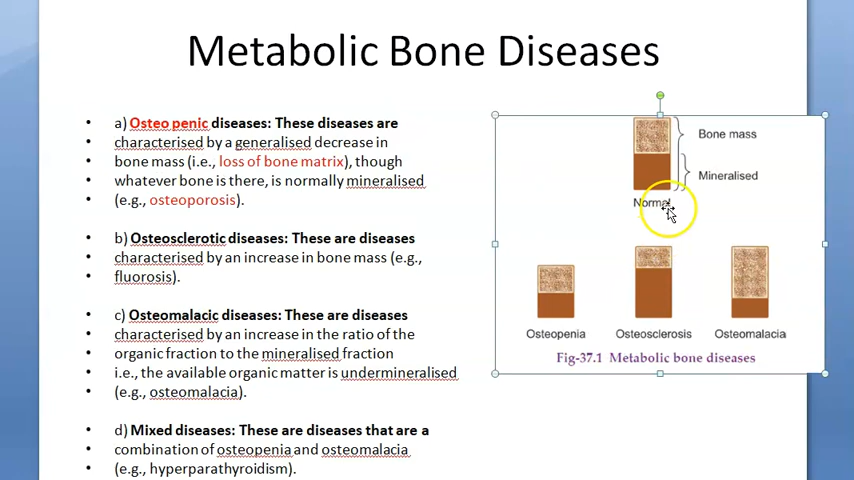 Metabolic Bone Diseases
• a) Osteo penic diseases: These diseases are
• characterised by a generalised decrease in
• bone mass (i.e., loss of bone matrix), though
• whatever bone is there, is normally mineralised
• (e.g., osteoporosis).
• b) Osteosclerotic diseases: These are diseases
• characterised by an increase in bone mass (e.g.,
• fluorosis).
• c) Osteomalacic diseases: These are diseases
• characterised by an increase in the ratio of the
• organic fraction to the mineralised fraction
• i.e., the available organic matter is undermineralised
• (e.g., osteomalacia).
• d) Mixed diseases: These are diseases that are a
• combination of osteopenia and osteomalacia
• (e.g., hyperparathyroidism).
Bone mass
Mineralised
Normal
Osteopenia Osteosclerosis Osteomalacia
Fig-37.1 Metabolic bone diseases